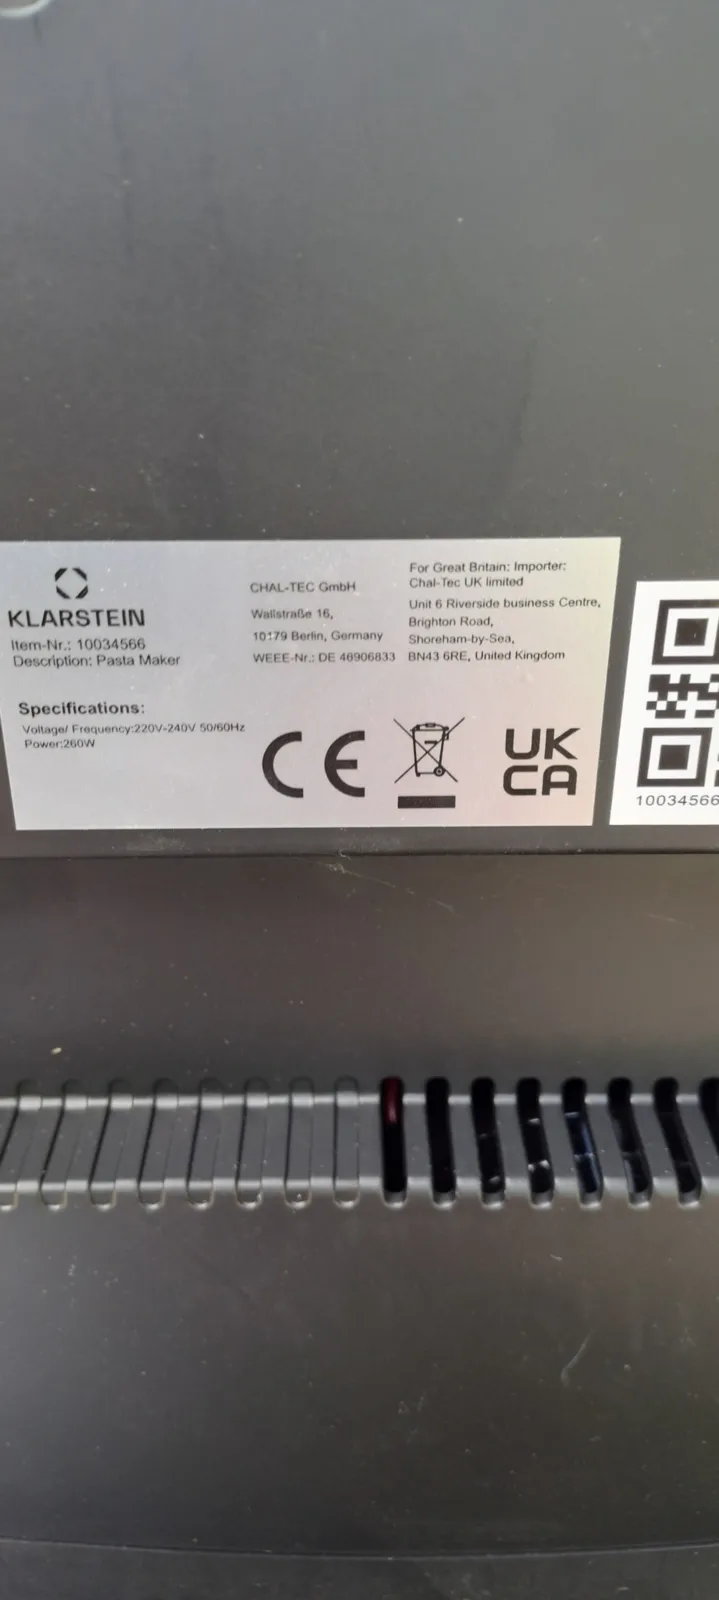 KLARSTEIN
Item-Nr.: 10034566
Description: Pasta Maker
Specifications:
Voltage/ Frequency:220V-240V 50/60Hz
Power:260W
CHAL-TEC GmbH
Wallstraße 16,
10179 Berlin, Germany
WEEE-Nr.: DE 46906833
For Great Britain: Importer:
Chal-Tec UK limited
Unit 6 Riverside business Centre,
Brighton Road,
Shoreham-by-Sea,
BN43 6RE, United Kingdom
CE
UK
CA
10034566